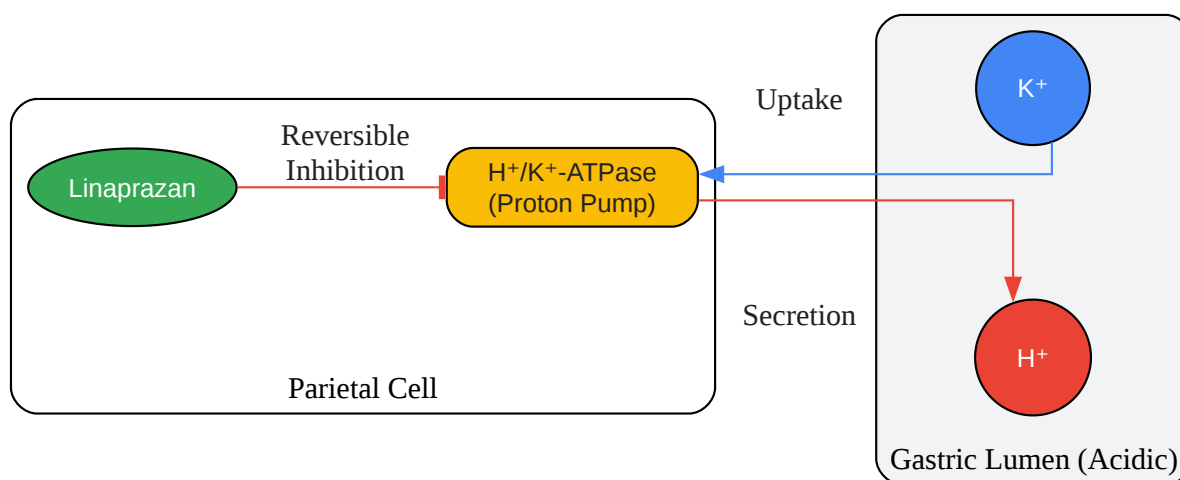 K⁺
Uptake
Reversible
Inhibition
Linaprazan
H⁺/K⁺-ATPase
(Proton Pump)
Secretion
H⁺
Parietal Cell
Gastric Lumen (Acidic)